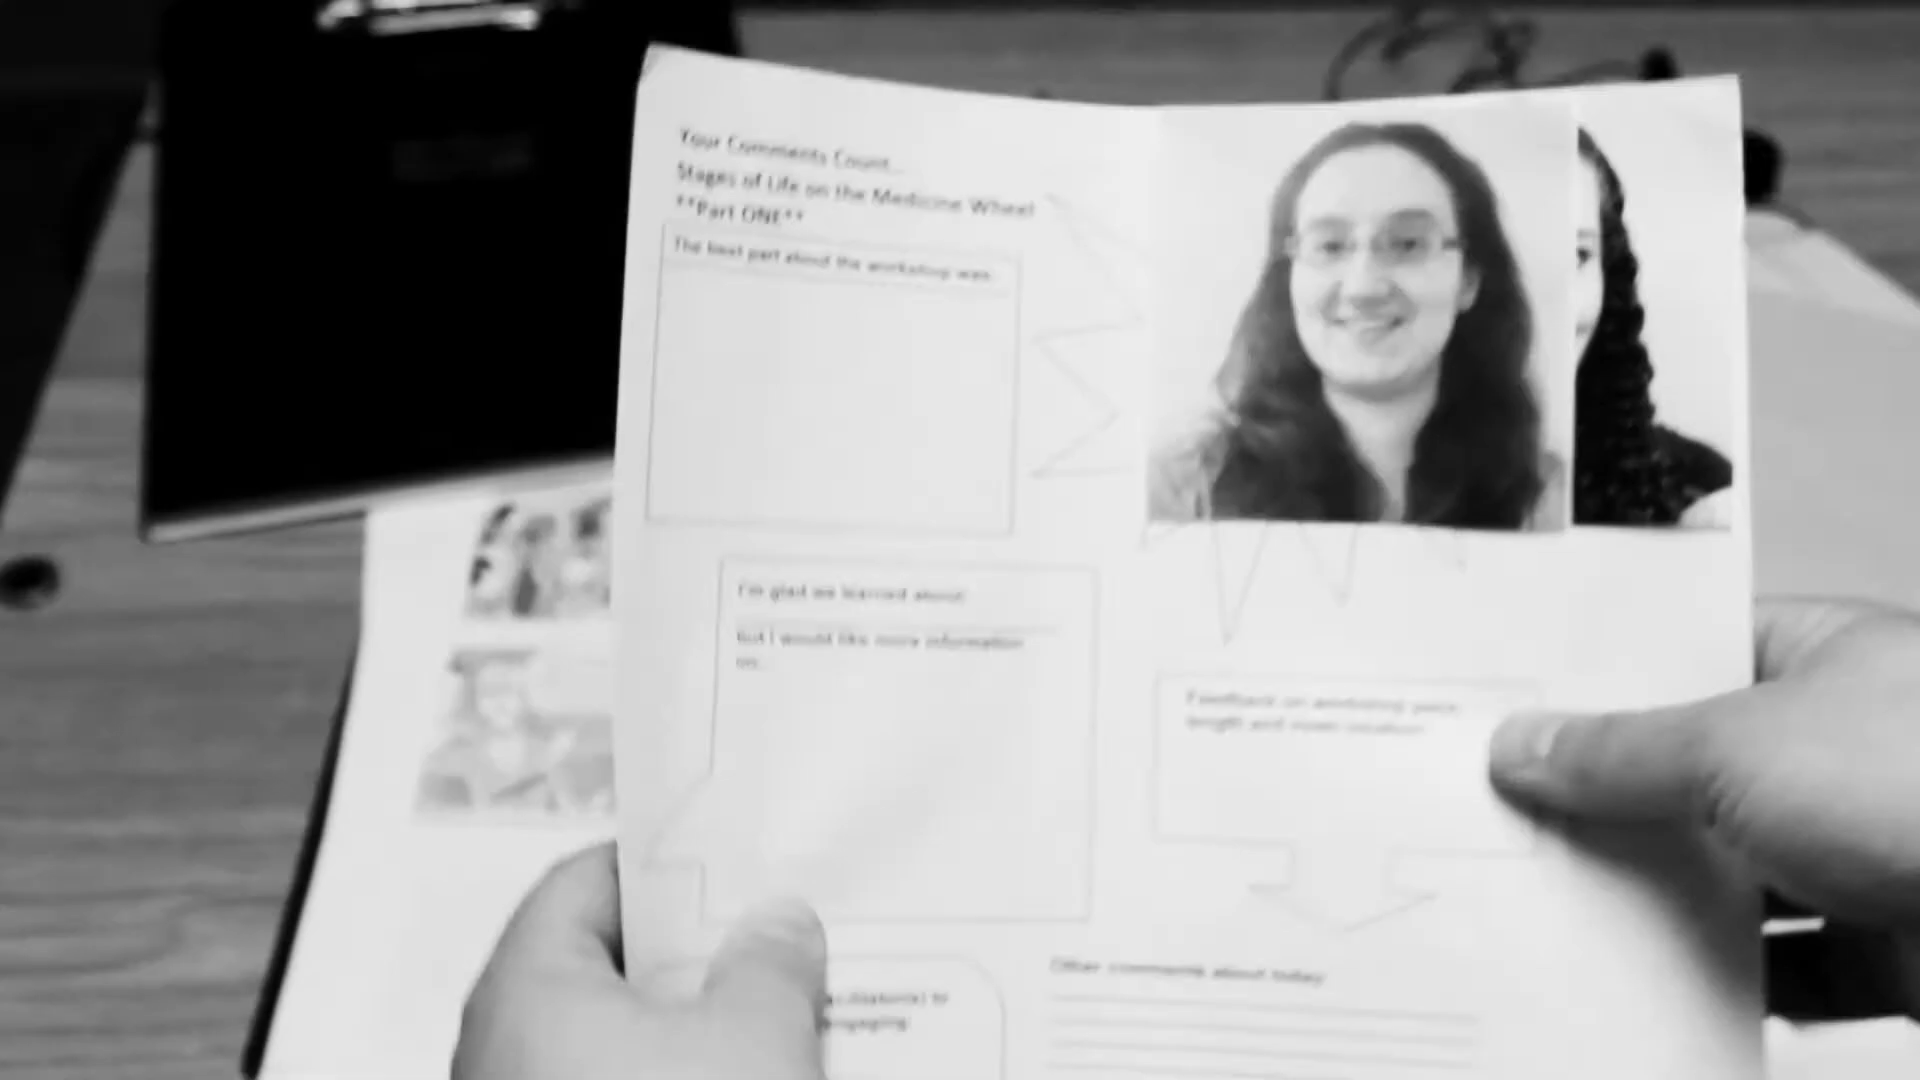 Your Comments Count...
Stages of Life on the Medicine Wheel
**Part ONE**
The best part about the workshop was:
I'm glad we learned about:
But I would like more information
on:
Feedback on workshop pace,
length and room location:
engaging
Other comments about today: